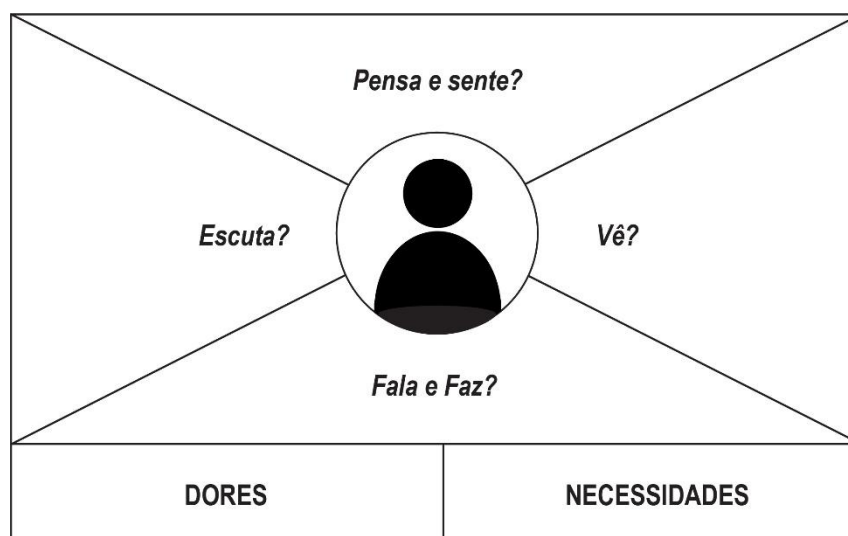 Pensa e sente?
Escuta?
Vê?
Fala e Faz?
DORES
NECESSIDADES